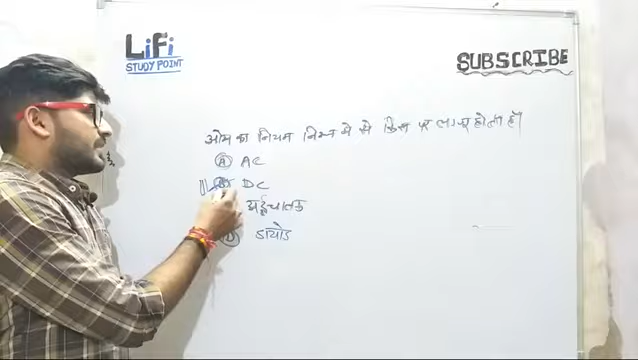 LiFi
STUDY POINT
SUBSCRIBE
ओम का नियम निम्न मे से किस पर लागू होता है
A AC
B DC
अर्द्धचालक
D डायोड